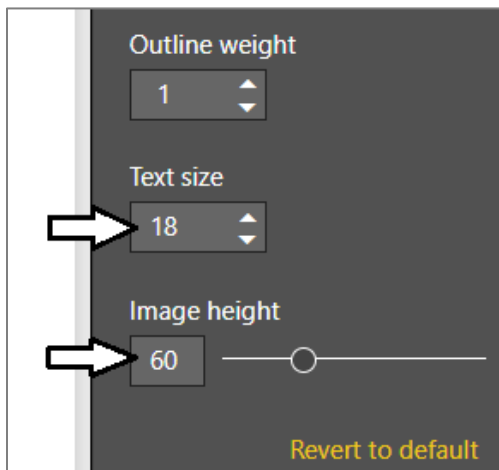 Outline weight
1
Text size
18
Image height
60
Revert to default